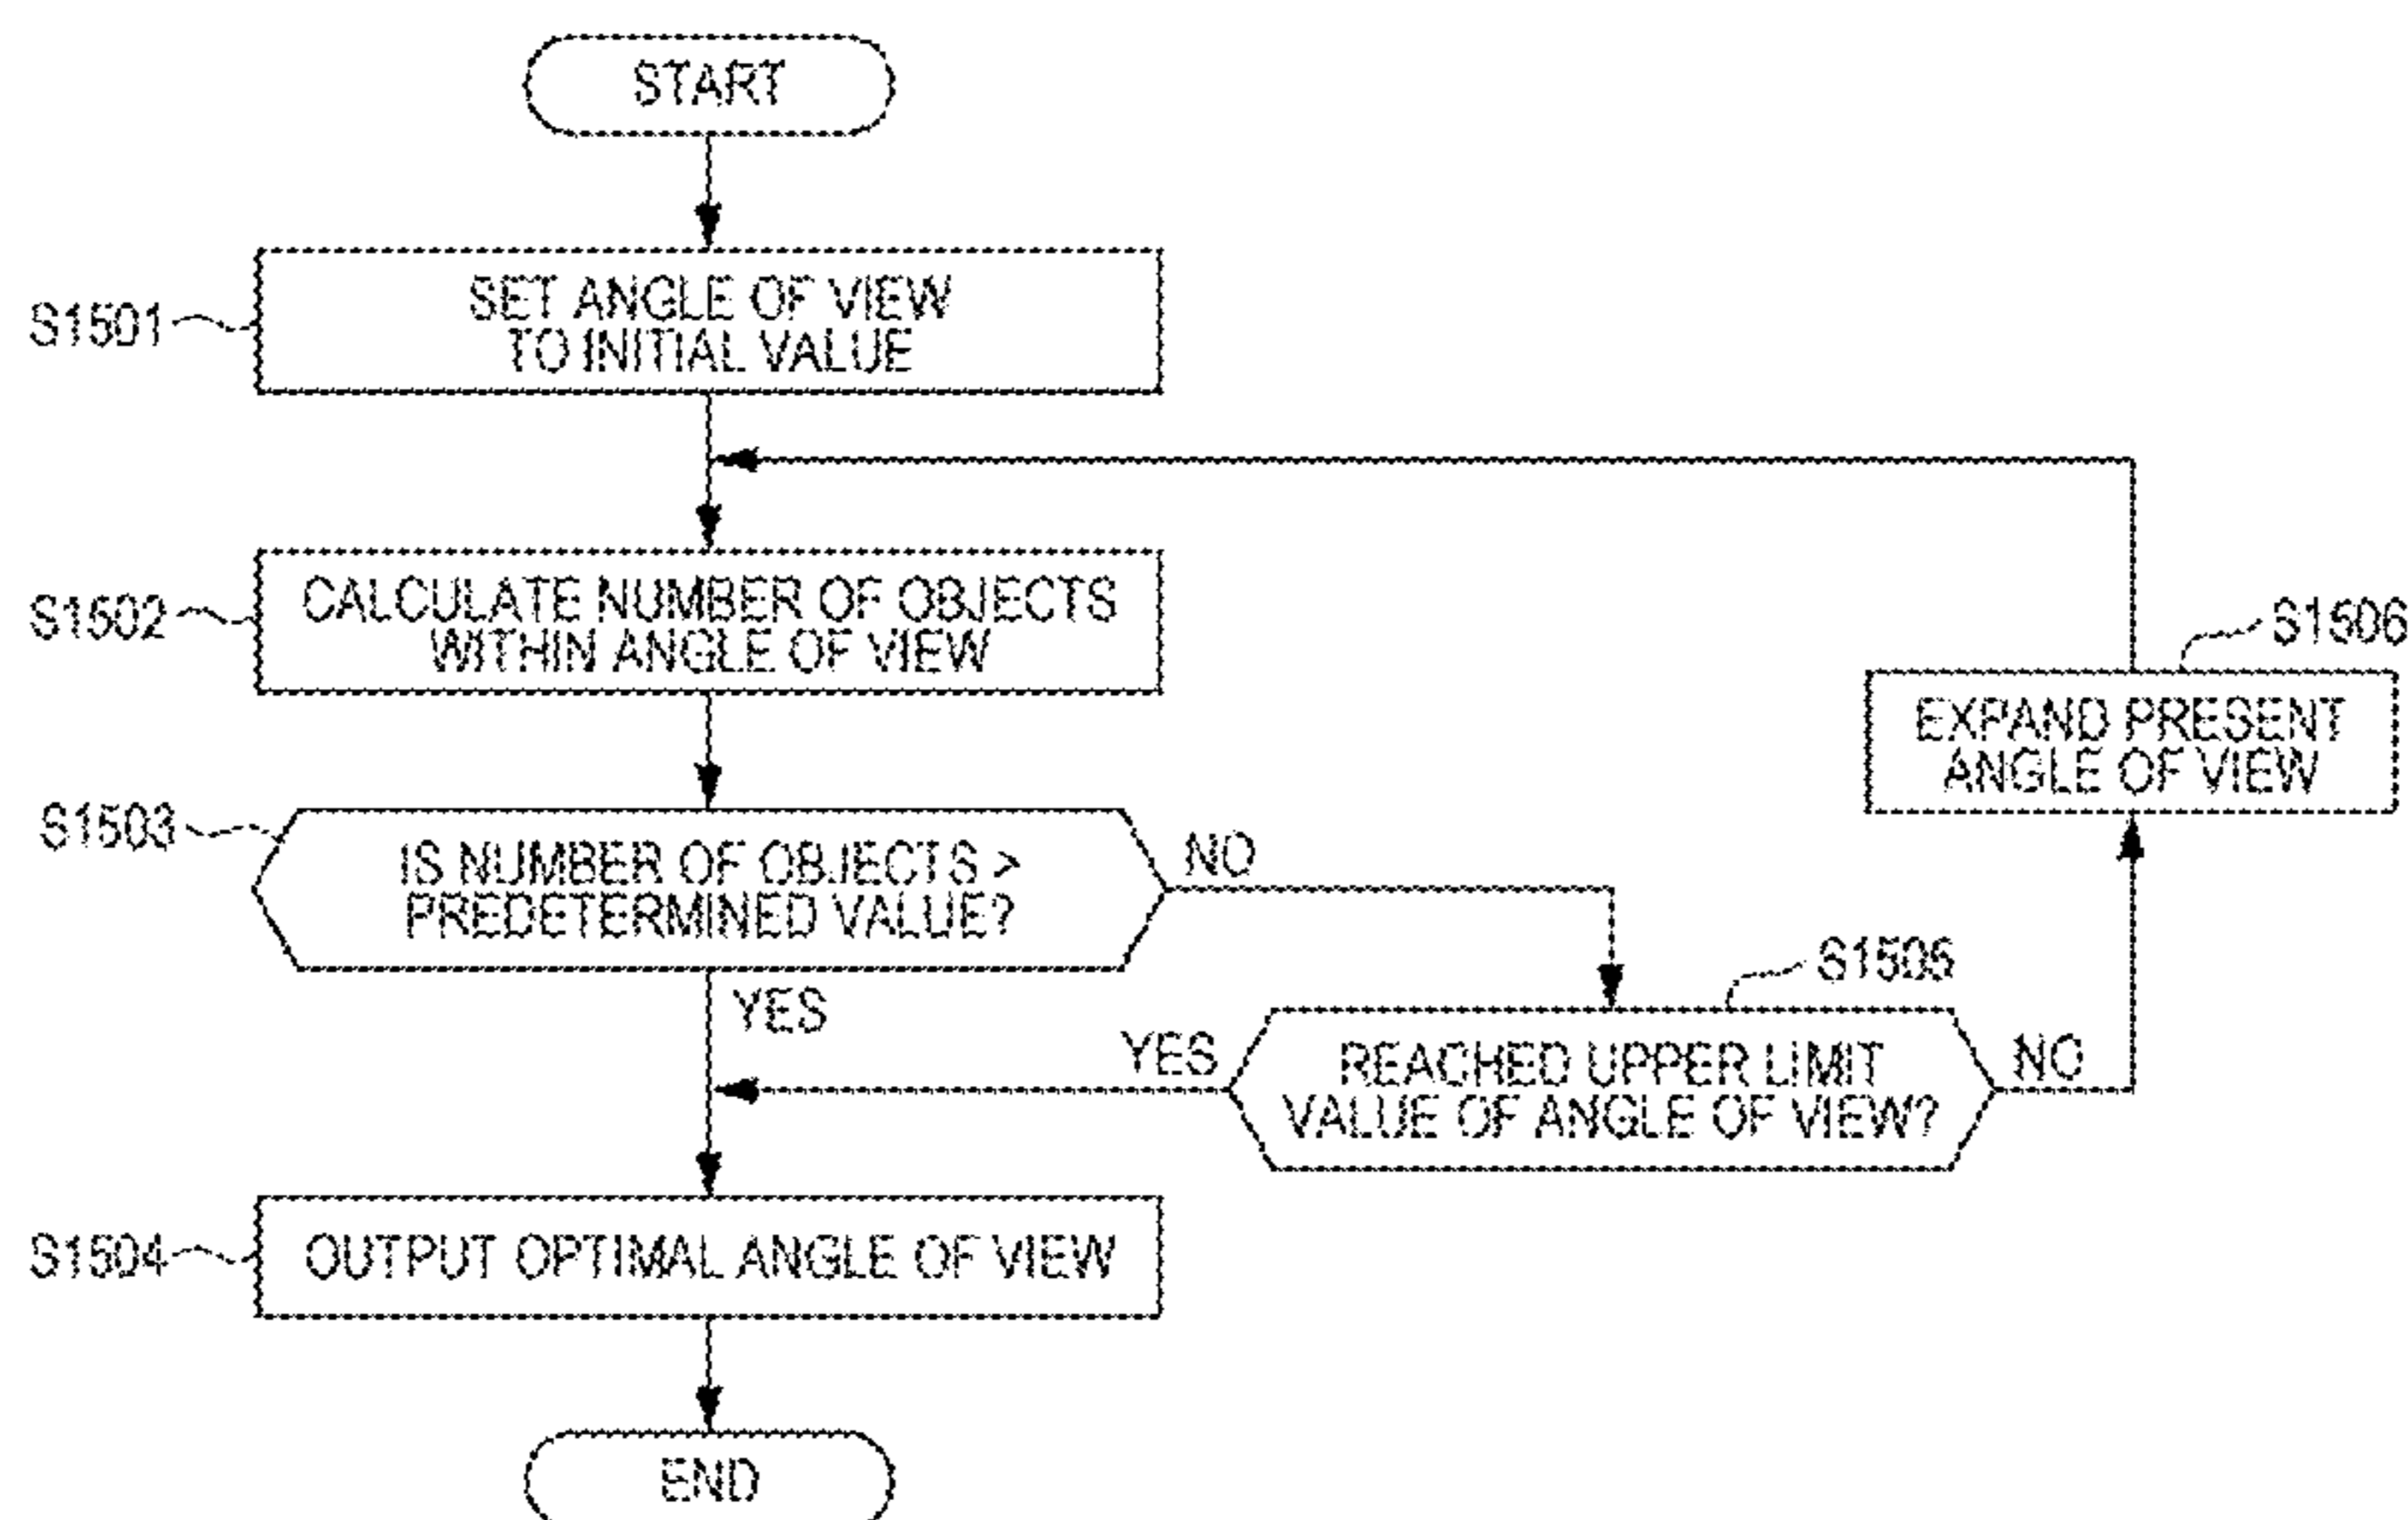 START
S1501
SET ANGLE OF VIEW
TO INITIAL VALUE
S1502
CALCULATE NUMBER OF OBJECTS
WITHIN ANGLE OF VIEW
S1506
EXPAND PRESENT
ANGLE OF VIEW
S1503
IS NUMBER OF OBJECTS >
PREDETERMINED VALUE?
NO
YES
S1505
YES
REACHED UPPER LIMIT
VALUE OF ANGLE OF VIEW?
NO
S1504
OUTPUT OPTIMAL ANGLE OF VIEW
END